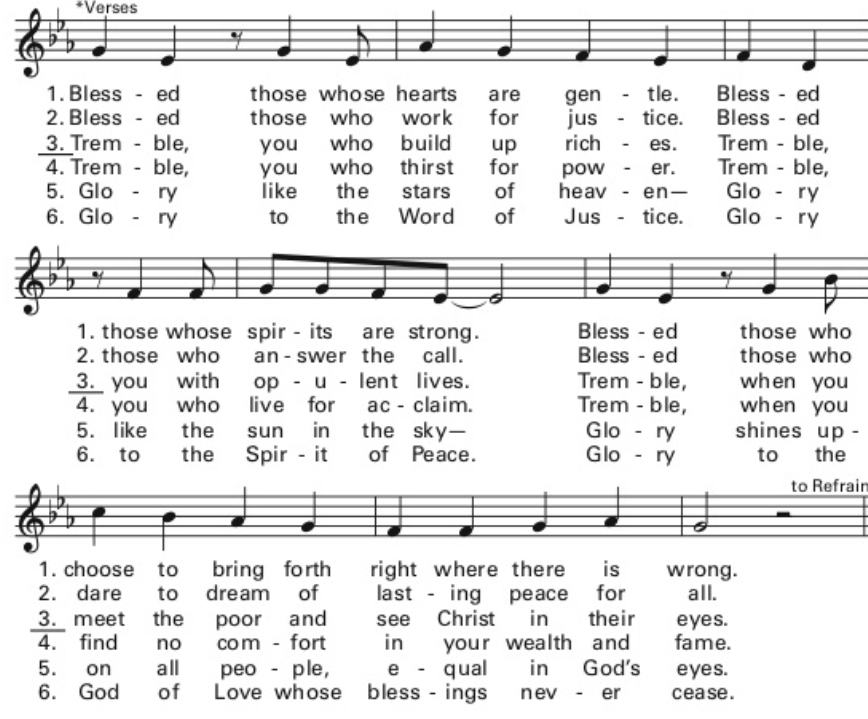 *Verses
1. Bless - ed those whose hearts are gen - tle. Bless - ed
2. Bless - ed those who work for jus - tice. Bless - ed
3. Trem - ble, you who build up rich - es. Trem - ble,
4. Trem - ble, you who thirst for pow - er. Trem - ble,
5. Glo - ry like the stars of heav - en— Glo - ry
6. Glo - ry to the Word of Jus - tice. Glo - ry
1. those whose spir - its are strong. Bless - ed those who
2. those who an - swer the call. Bless - ed those who
3. you with op - u - lent lives. Trem - ble, when you
4. you who live for ac - claim. Trem - ble, when you
5. like the sun in the sky— Glo - ry shines up -
6. to the Spir - it of Peace. Glo - ry to the
to Refrain
1. choose to bring forth right where there is wrong.
2. dare to dream of last - ing peace for all.
3. meet the poor and see Christ in their eyes.
4. find no com - fort in your wealth and fame.
5. on all peo - ple, e - qual in God's eyes.
6. God of Love whose bless - ings nev - er cease.